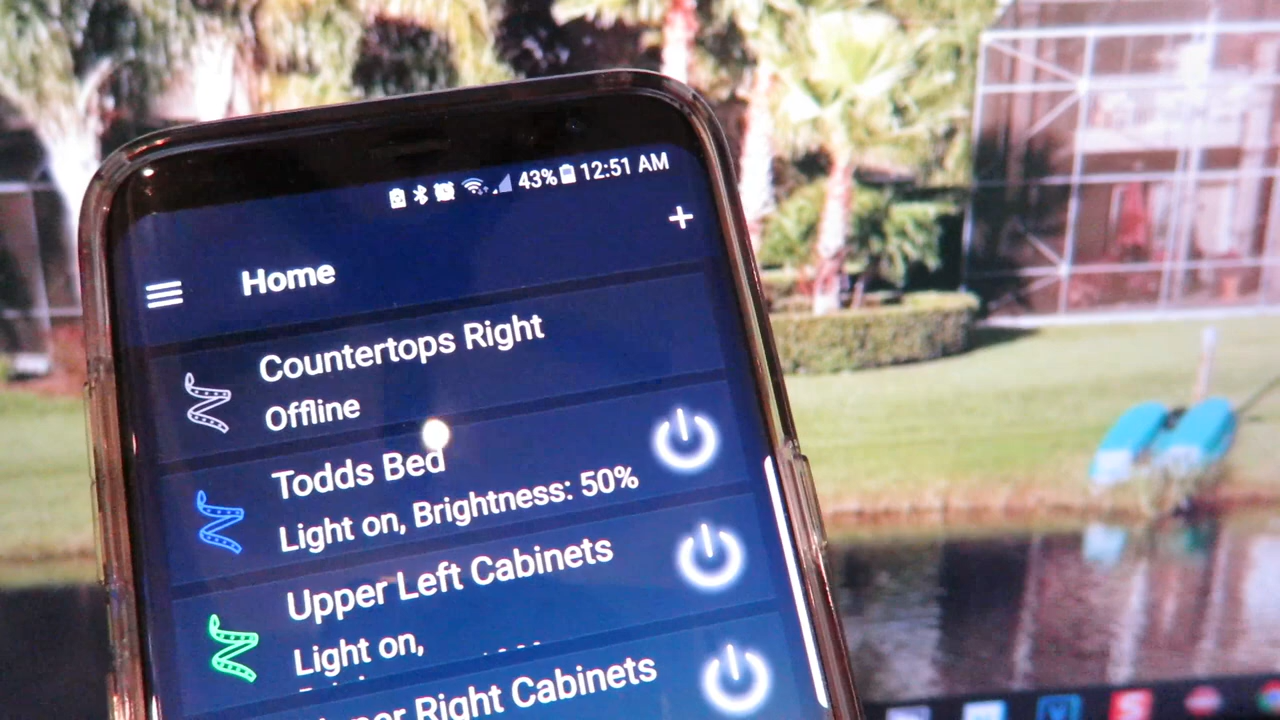 43% 12:51 AM
+
Home
Countertops Right
Offline
Todds Bed
Light on, Brightness: 50%
Upper Left Cabinets
Light on,
Right Cabinets